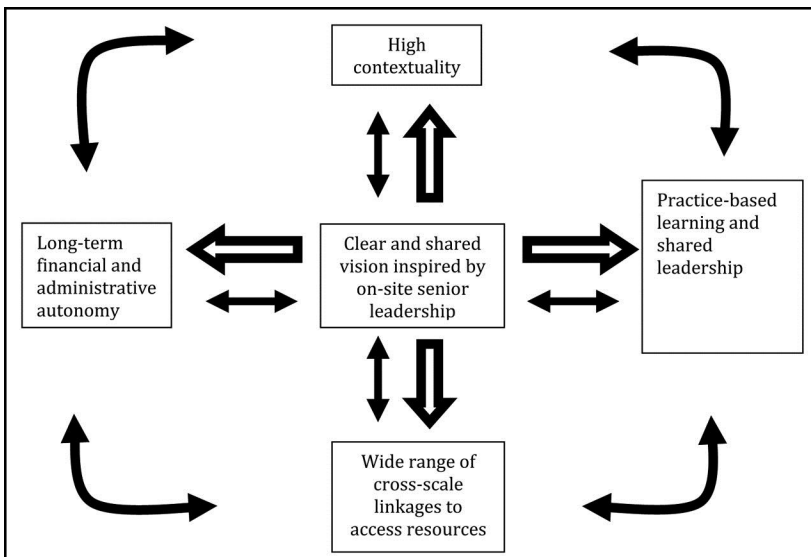 High
contextuality
Long-term
financial and
administrative
autonomy
Clear and shared
vision inspired by
on-site senior
leadership
Practice-based
learning and
shared
leadership
Wide range of
cross-scale
linkages to
access resources